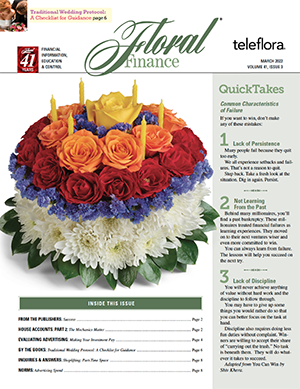 Traditional Wedding Protocol:
A Checklist for Guidance page 6
41
YEARS
FINANCIAL
INFORMATION,
EDUCATION
& CONTROL
Floral
Finance
teleflora
MARCH 2022
VOLUME 41, ISSUE 3
QuickTakes
Common Characteristics
of Failure
If you want to win, don't make
any of these mistakes:
1 Lack of Persistence
Many people fail because they quit
too early.
We all experience setbacks and fail-
ures. That's not a reason to quit.
Step back. Take a fresh look at the
situation. Dig in again. Persist.
2 Not Learning
From the Past
Behind many millionaires, you'll
find a past bankruptcy. These mil-
lionaires treated financial failures as
learning experiences. They moved
on to their next ventures wiser and
even more committed to win.
You can always learn from failure.
The lessons will help you succeed on
the next try.
3 Lack of Discipline
You will never achieve anything
of value without hard work and the
discipline to follow through.
You may have to give up some
things you would rather do so that
you can better focus on the task at
hand.
Discipline also requires doing less
fun duties without complaint. Win-
ners are willing to accept their share
of "carrying out the trash." No task
is beneath them. They will do what-
ever it takes to succeed.
Adapted from You Can Win by
Shiv Khera.
INSIDE THIS ISSUE
FROM THE PUBLISHERS: Success Page 2
HOUSE ACCOUNTS: PART 2: The Mechanics Matter Page 2
EVALUATING ADVERTISING: Making Your Investment Pay Page 4
BY THE BOOKS: Traditional Wedding Protocol: A Checklist for Guidance Page 6
INQUIRIES & ANSWERS: Simplifying Party Time Space Page 8
NORMS: Advertising Spend Page 8